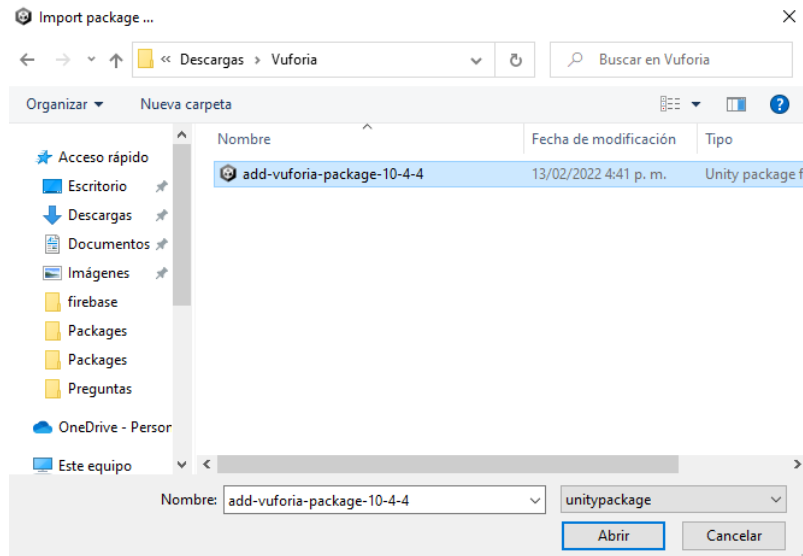 Import package ...
« Descargas > Vuforia
Buscar en Vuforia
Organizar
Nueva carpeta
Nombre
Fecha de modificación
Tipo
add-vuforia-package-10-4-4
13/02/2022 4:41 p. m.
Unity package f
Acceso rápido
Escritorio
Descargas
Documentos
Imágenes
firebase
Packages
Packages
Preguntas
OneDrive - Person
Este equipo
Nombre:
add-vuforia-package-10-4-4
unitypackage
Abrir
Cancelar